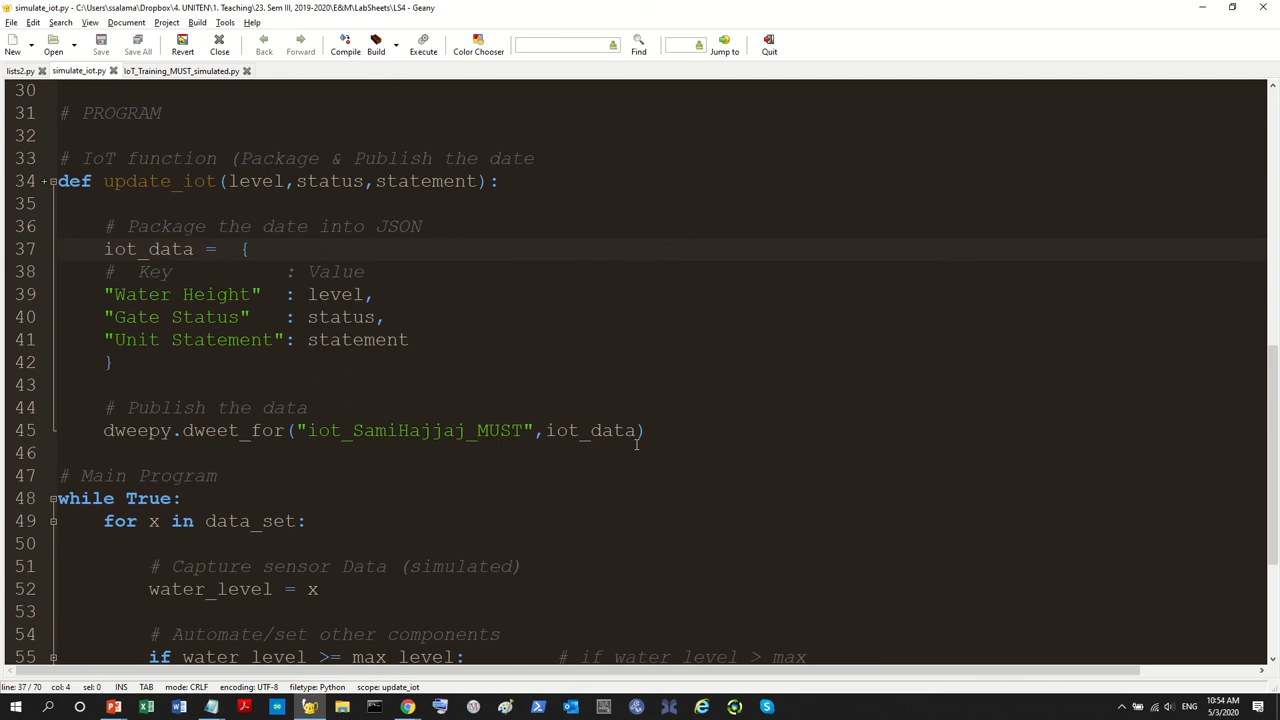 simulate_iot.py - C:\Users\ssalama\Dropbox\4. UNITEN\1. Teaching\23. Sem III, 2019-2020\E&M\LabSheets\LS4 - Geany
File Edit Search View Document Project Build Tools Help
New Open Save Save All Revert Close Back Forward Compile Build Execute Color Chooser Find Jump to Quit
lists2.py simulate_iot.py IoT_Training_MUST_simulated.py
30
31 # PROGRAM
32
33 # IoT function (Package & Publish the date
34 def update_iot(level,status,statement):
35
36 # Package the date into JSON
37 iot_data = {
38 # Key : Value
39 "Water Height" : level,
40 "Gate Status" : status,
41 "Unit Statement": statement
42 }
43
44 # Publish the data
45 dweepy.dweet_for("iot_SamiHajjaj_MUST",iot_data)
46
47 # Main Program
48 while True:
49 for x in data_set:
50
51 # Capture sensor Data (simulated)
52 water_level = x
53
54 # Automate/set other components
55 if water_level >= max_level: # if water level > max
line: 37 / 70 col: 4 sel: 0 INS TAB mode: CRLF encoding: UTF-8 filetype: Python scope: update_iot
10:54 AM
ENG
5/3/2020